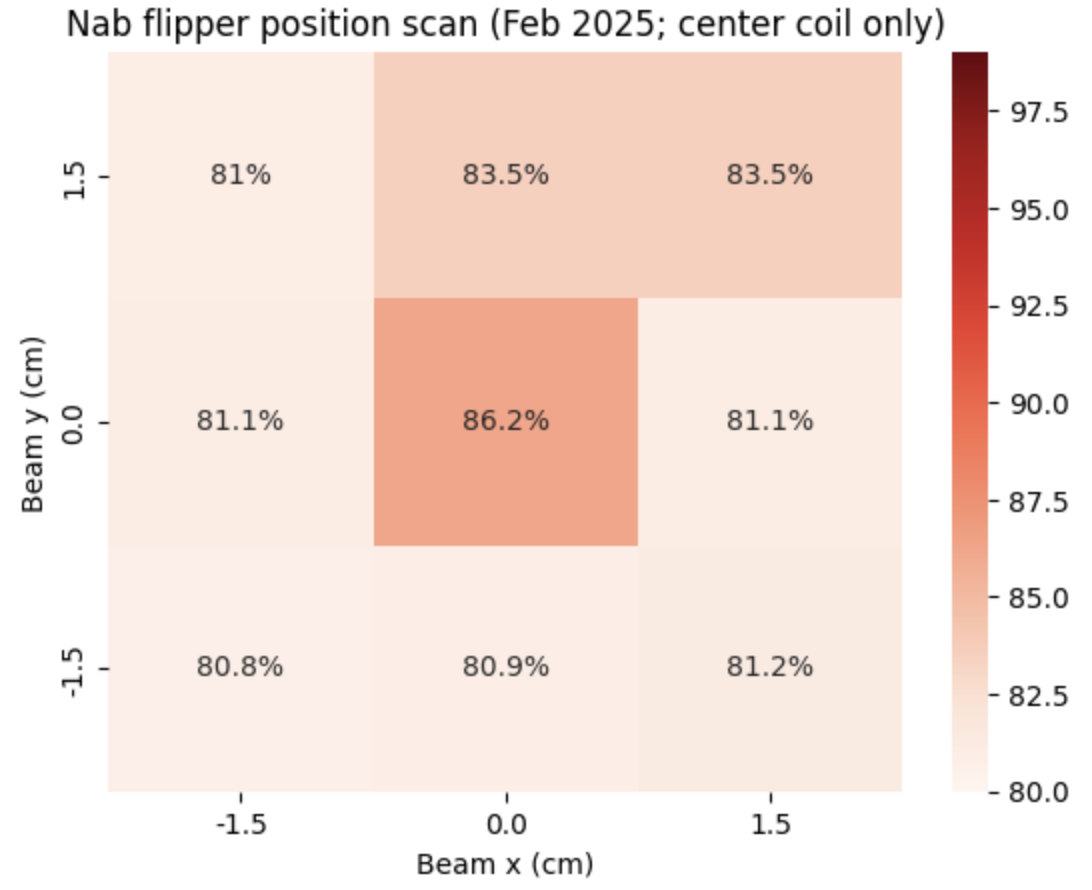 Nab flipper position scan (Feb 2025; center coil only)
81% 83.5% 83.5%
81.1% 86.2% 81.1%
80.8% 80.9% 81.2%
1.5
0.0
-1.5
Beam y (cm)
-1.5 0.0 1.5
Beam x (cm)
97.5
95.0
92.5
90.0
87.5
85.0
82.5
80.0